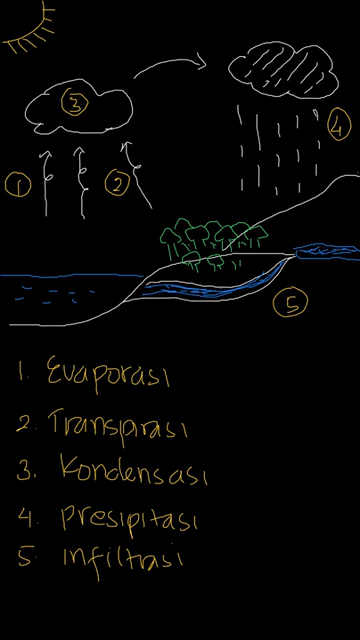 3
4
1
2
5
1. Evaporasi
2. Transpirasi
3. Kondensasi
4. Presipitasi
5. infiltrasi